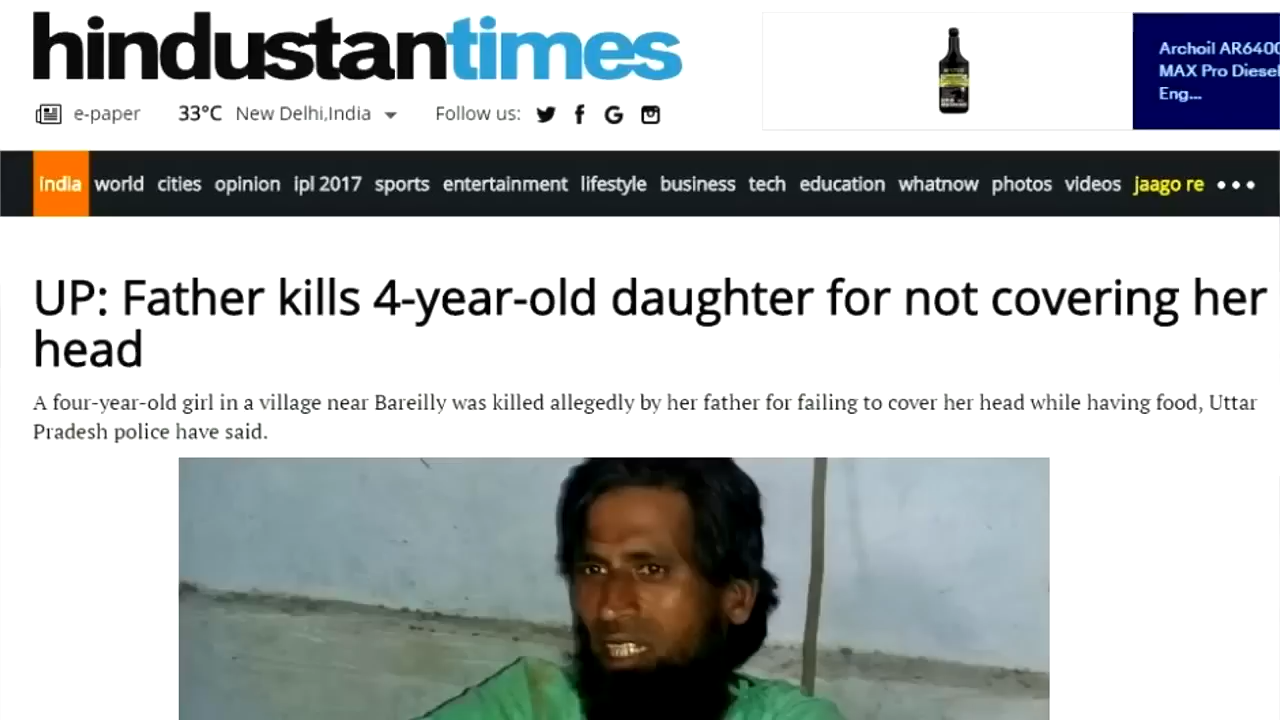 hindustantimes
Archoil AR640
MAX Pro Diesel
Eng...
e-paper 33°C New Delhi,India Follow us:
india world cities opinion ipl 2017 sports entertainment lifestyle business tech education whatnow photos videos jaago re
UP: Father kills 4-year-old daughter for not covering her
head
A four-year-old girl in a village near Bareilly was killed allegedly by her father for failing to cover her head while having food, Uttar
Pradesh police have said.